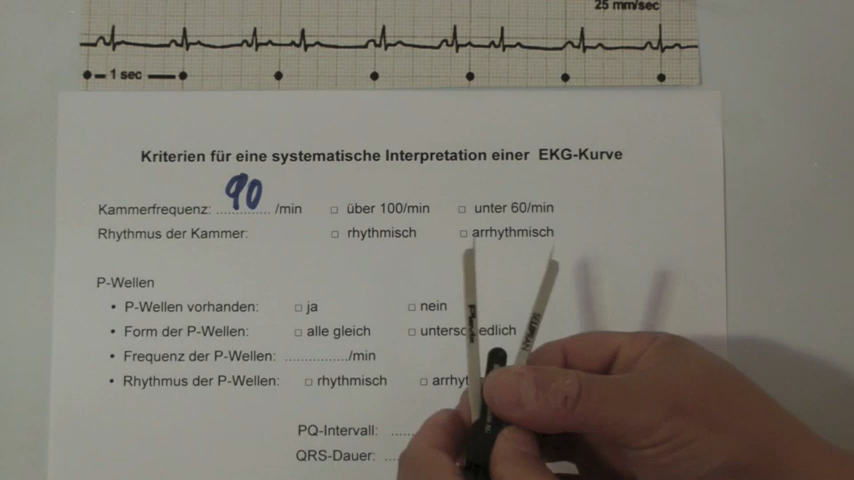 25 mm/sec
1 sec
Kriterien für eine systematische Interpretation einer EKG-Kurve
Kammerfrequenz: 90 /min □ über 100/min □ unter 60/min
Rhythmus der Kammer: □ rhythmisch □ arrhythmisch
P-Wellen
• P-Wellen vorhanden: □ ja □ nein
• Form der P-Wellen: □ alle gleich □
• Frequenz der P-Wellen: ............../min
• Rhythmus der P-Wellen: □ rhythmisch □
PQ-Intervall:
QRS-Dauer: